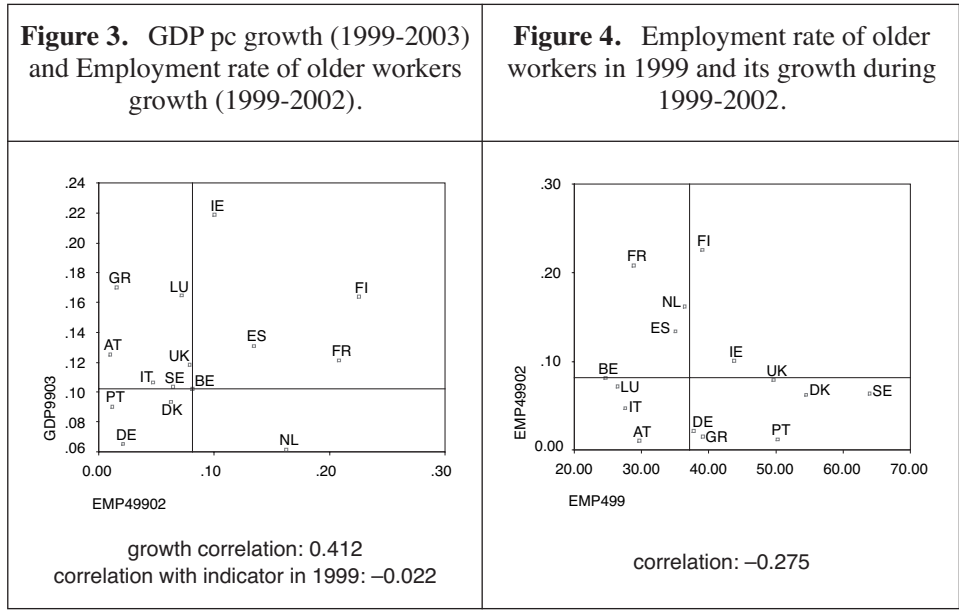 Figure 3. GDP pc growth (1999-2003)
and Employment rate of older workers
growth (1999-2002).
Figure 4. Employment rate of older
workers in 1999 and its growth during
1999-2002.
.24
.22
.20
.18
.16
.14
.12
.10
.08
.06
GDP9903
IE
GR
LU
FI
AT
UK
ES
FR
IT
SE
BE
PT
DK
DE
NL
0.00
.10
.20
.30
EMP49902
growth correlation: 0.412
correlation with indicator in 1999: –0.022
.30
.20
.10
0.00
EMP49902
FI
FR
NL
ES
IE
BE
UK
LU
DK
SE
IT
AT
DE
GR
PT
20.00
30.00
40.00
50.00
60.00
70.00
EMP499
correlation: –0.275